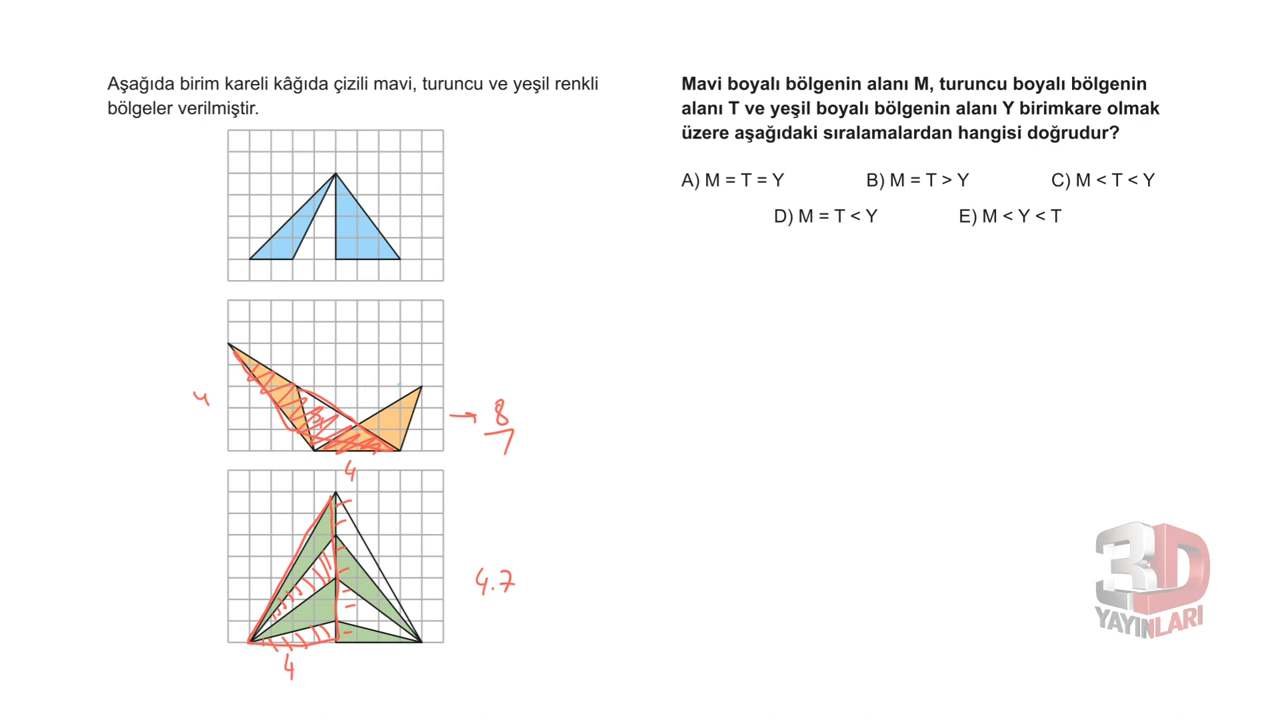 Aşağıda birim kareli kâğıda çizili mavi, turuncu ve yeşil renkli
bölgeler verilmiştir.
4
→ 8
4
4.7
4
Mavi boyalı bölgenin alanı M, turuncu boyalı bölgenin
alanı T ve yeşil boyalı bölgenin alanı Y birimkare olmak
üzere aşağıdaki sıralamalardan hangisi doğrudur?
A) M = T = Y B) M = T > Y C) M < T < Y
D) M = T < Y E) M < Y < T
3D
YAYINLARI